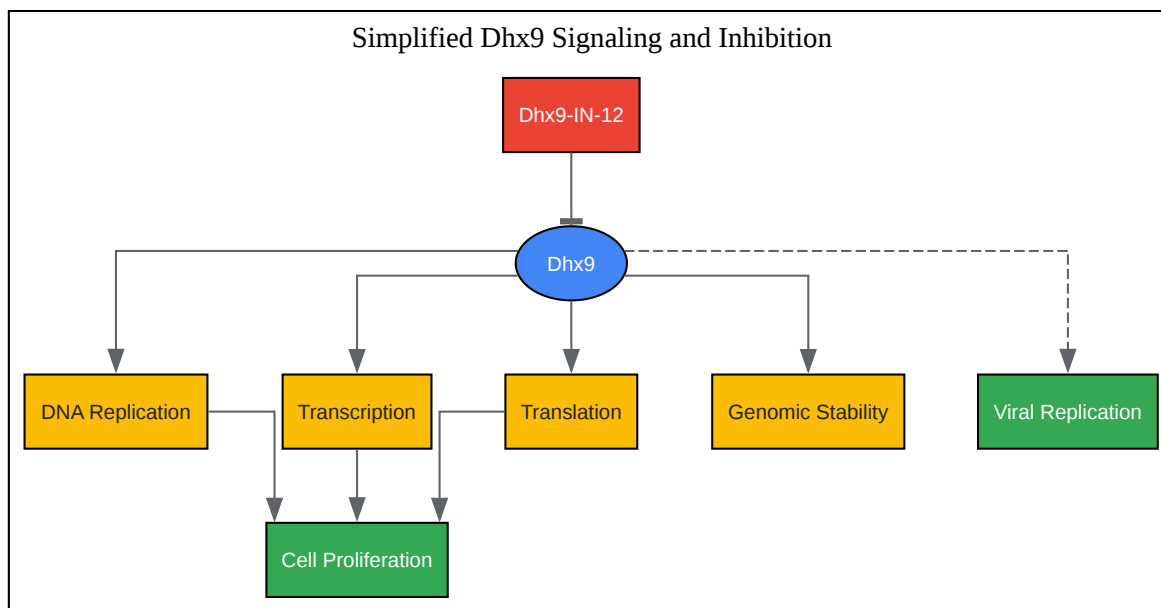 Simplified Dhx9 Signaling and Inhibition
Dhx9-IN-12
Dhx9
DNA Replication
Transcription
Translation
Genomic Stability
Viral Replication
Cell Proliferation